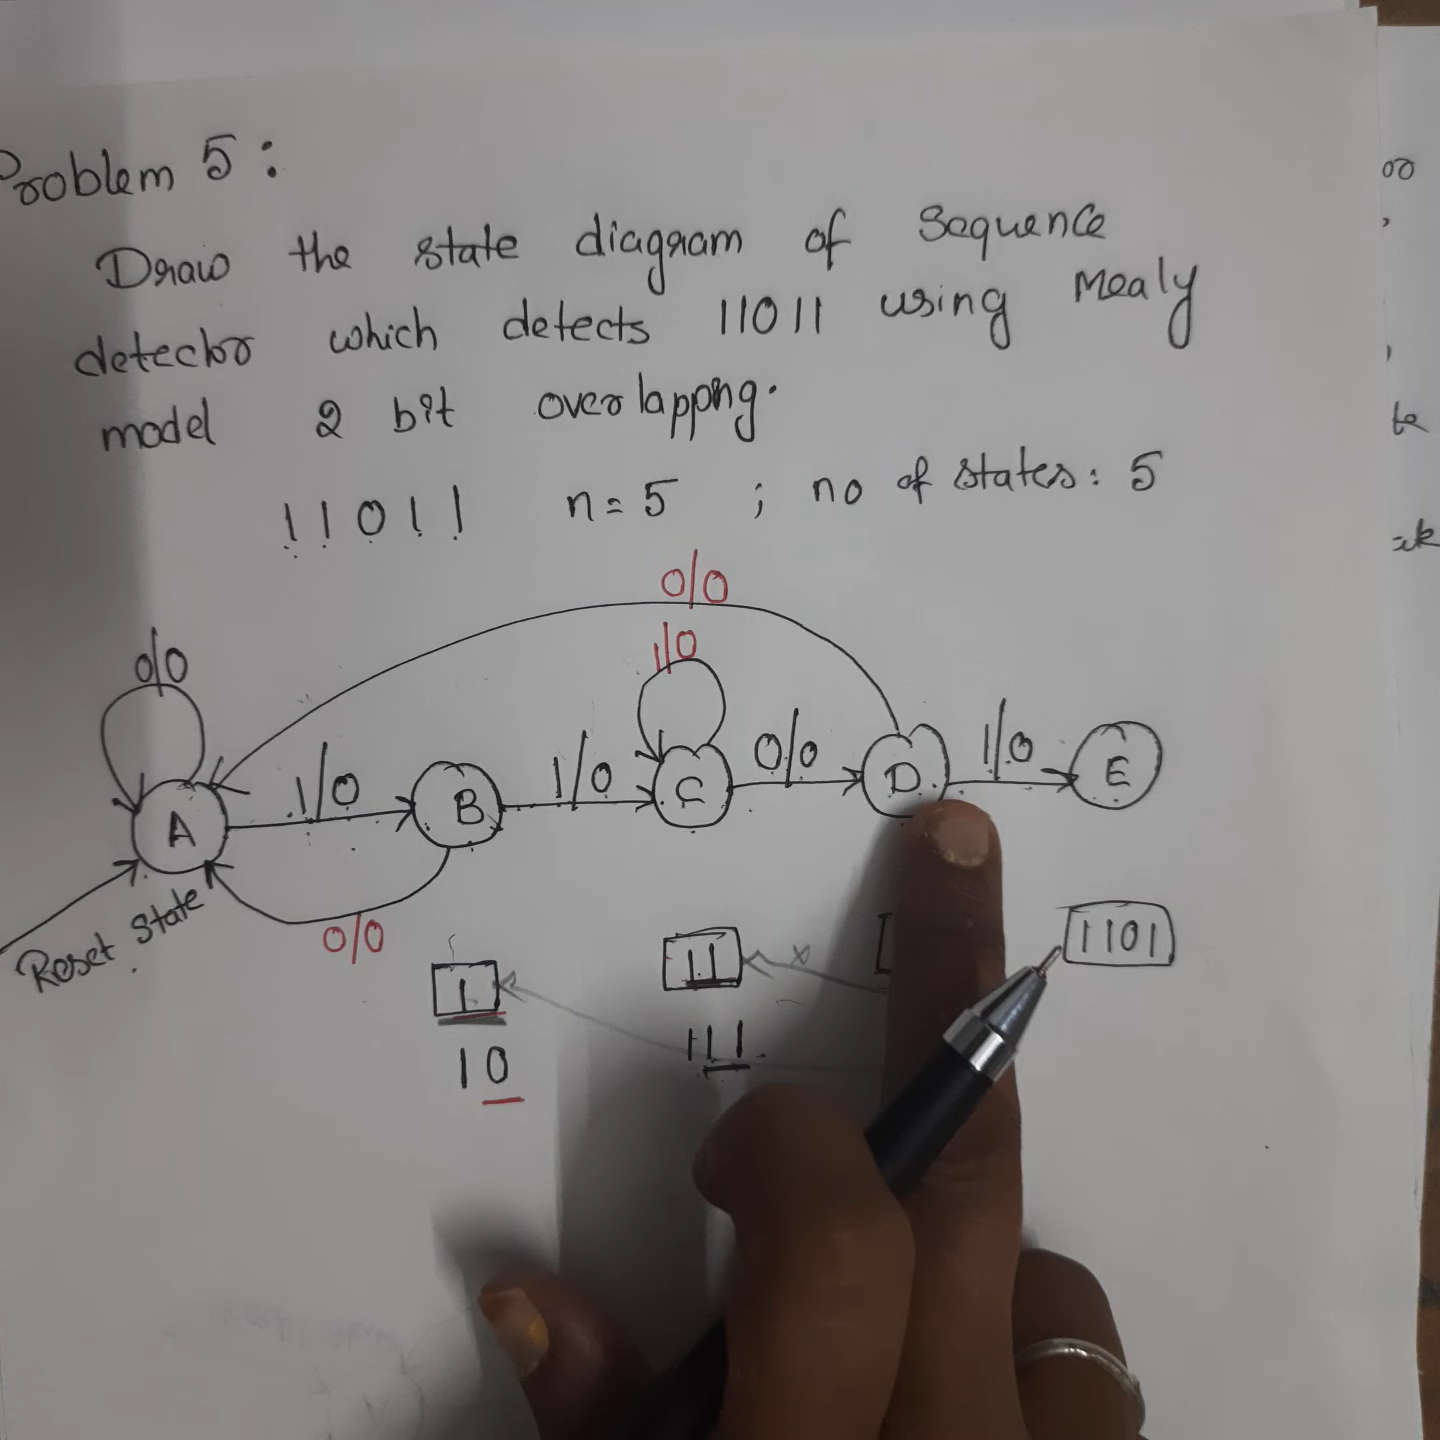 Problem 5:
Draw the state diagram of Sequence
detector which detects 11011 using Mealy
model 2 bit overlapping.
11011 n=5 ; no of states: 5
0/0
1/0
0/0
1/0
1/0
0/0
1/0
A
B
C
D
E
Reset State
0/0
1
11
1101
10
111